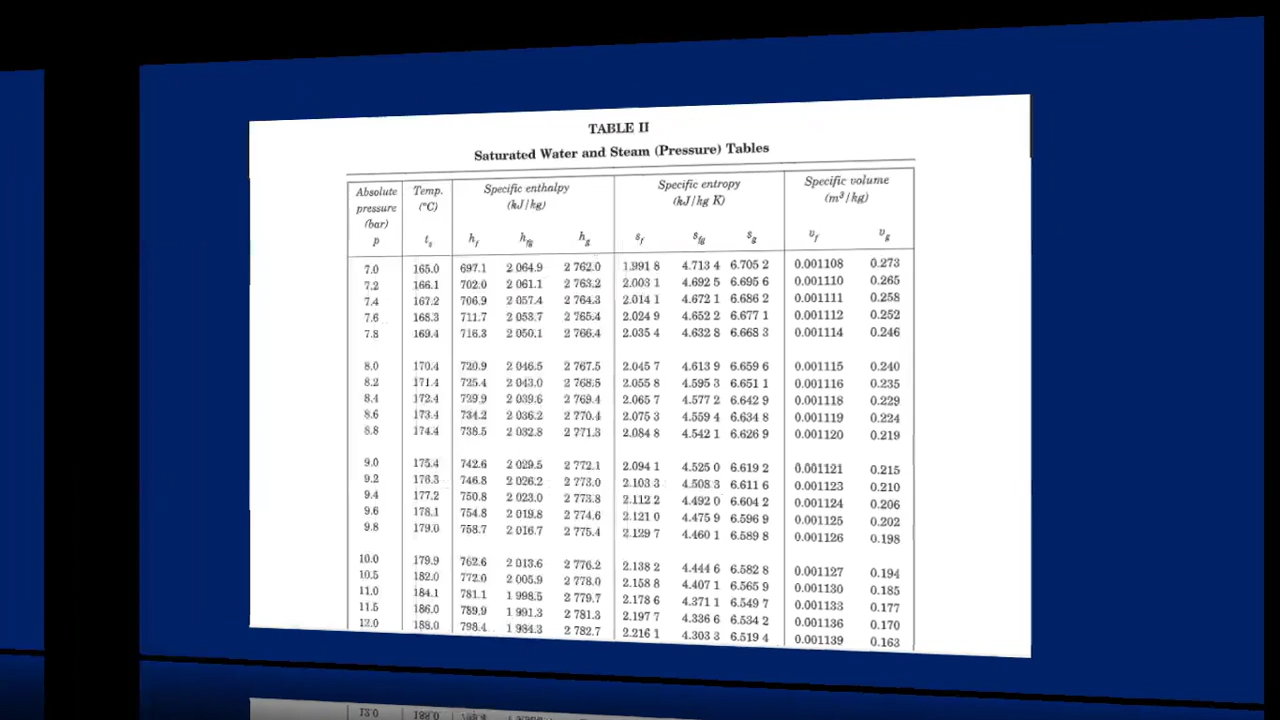 TABLE II
Saturated Water and Steam (Pressure) Tables
Absolute pressure (bar) p Temp. (°C) ts Specific enthalpy (kJ/kg) Specific entropy (kJ/kg K) Specific volume (m³/kg)
hf hfg hg sf sfg sg vf vg
7.0 165.0 697.1 2 064.9 2 762.0 1.991 8 4.713 4 6.705 2 0.001108 0.273
7.2 166.1 702.0 2 061.1 2 763.2 2.003 1 4.692 5 6.695 6 0.001110 0.265
7.4 167.2 706.9 2 057.4 2 764.3 2.014 1 4.672 1 6.686 2 0.001111 0.258
7.6 168.3 711.7 2 053.7 2 765.4 2.024 9 4.652 2 6.677 1 0.001112 0.252
7.8 169.4 716.3 2 050.1 2 766.4 2.035 4 4.632 8 6.668 3 0.001114 0.246
8.0 170.4 720.9 2 046.5 2 767.5 2.045 7 4.613 9 6.659 6 0.001115 0.240
8.2 171.4 725.4 2 043.0 2 768.5 2.055 8 4.595 3 6.651 1 0.001116 0.235
8.4 172.4 729.9 2 039.6 2 769.4 2.065 7 4.577 2 6.642 9 0.001118 0.229
8.6 173.4 734.2 2 036.2 2 770.4 2.075 3 4.559 4 6.634 8 0.001119 0.224
8.8 174.4 738.5 2 032.8 2 771.3 2.084 8 4.542 1 6.626 9 0.001120 0.219
9.0 175.4 742.6 2 029.5 2 772.1 2.094 1 4.525 0 6.619 2 0.001121 0.215
9.2 176.3 746.8 2 026.2 2 773.0 2.103 3 4.508 3 6.611 6 0.001123 0.210
9.4 177.2 750.8 2 023.0 2 773.8 2.112 2 4.492 0 6.604 2 0.001124 0.206
9.6 178.1 754.8 2 019.8 2 774.6 2.121 0 4.475 9 6.596 9 0.001125 0.202
9.8 179.0 758.7 2 016.7 2 775.4 2.129 7 4.460 1 6.589 8 0.001126 0.198
10.0 179.9 762.6 2 013.6 2 776.2 2.138 2 4.444 6 6.582 8 0.001127 0.194
10.5 182.0 772.0 2 005.9 2 778.0 2.158 8 4.407 1 6.565 9 0.001130 0.185
11.0 184.1 781.1 1 998.5 2 779.7 2.178 6 4.371 1 6.549 7 0.001133 0.177
11.5 186.0 789.9 1 991.3 2 781.3 2.197 7 4.336 6 6.534 2 0.001136 0.170
12.0 188.0 798.4 1 984.3 2 782.7 2.216 1 4.303 3 6.519 4 0.001139 0.163